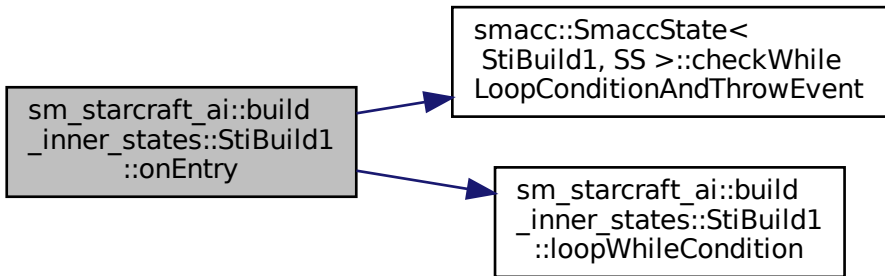 sm_starcraft_ai::build
_inner_states::StiBuild1
::onEntry
smacc::SmaccState<
StiBuild1, SS >::checkWhile
LoopConditionAndThrowEvent
sm_starcraft_ai::build
_inner_states::StiBuild1
::loopWhileCondition